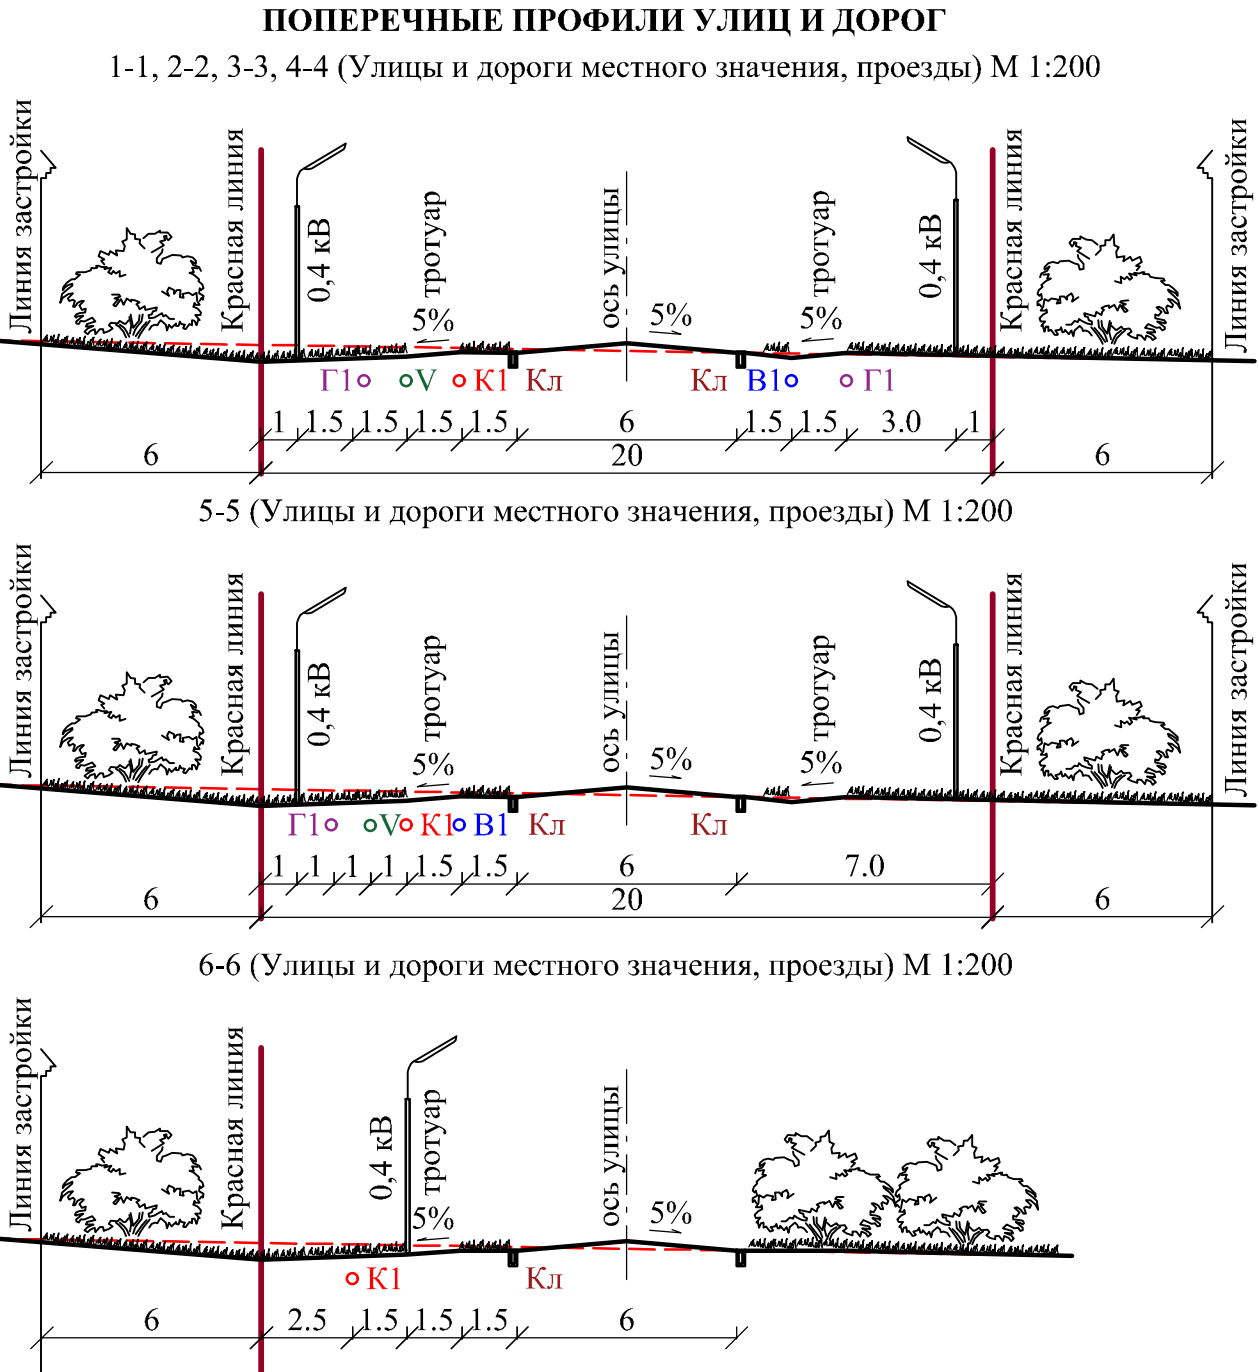 ПОПЕРЕЧНЫЕ ПРОФИЛИ УЛИЦ И ДОРОГ
1-1, 2-2, 3-3, 4-4 (Улицы и дороги местного значения, проезды) М 1:200
Линия застройки
Красная линия
0,4 кВ
тротуар
5%
ось улицы
5%
тротуар
5%
0,4 кВ
Красная линия
Линия застройки
Г1 V К1 Кл Кл В1 Г1
1 1.5 1.5 1.5 1.5 6 1.5 1.5 3.0 1
6 20 6
5-5 (Улицы и дороги местного значения, проезды) М 1:200
Линия застройки
Красная линия
0,4 кВ
тротуар
5%
ось улицы
5%
тротуар
5%
0,4 кВ
Красная линия
Линия застройки
Г1 V К1 В1 Кл Кл
1 1 1 1 1.5 1.5 6 7.0
6 20 6
6-6 (Улицы и дороги местного значения, проезды) М 1:200
Линия застройки
Красная линия
0,4 кВ
тротуар
5%
ось улицы
5%
К1 Кл
6 2.5 1.5 1.5 1.5 6